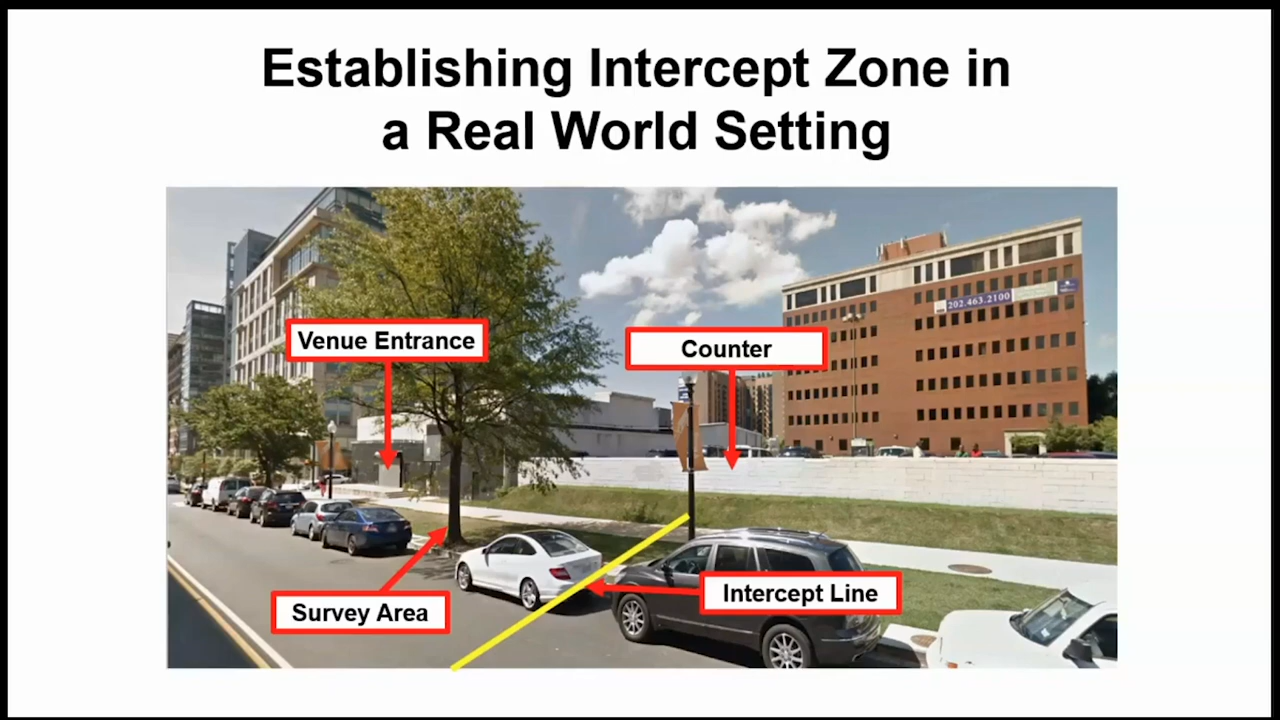 Establishing Intercept Zone in
a Real World Setting
Venue Entrance
Counter
202.463.2100
Intercept Line
Survey Area